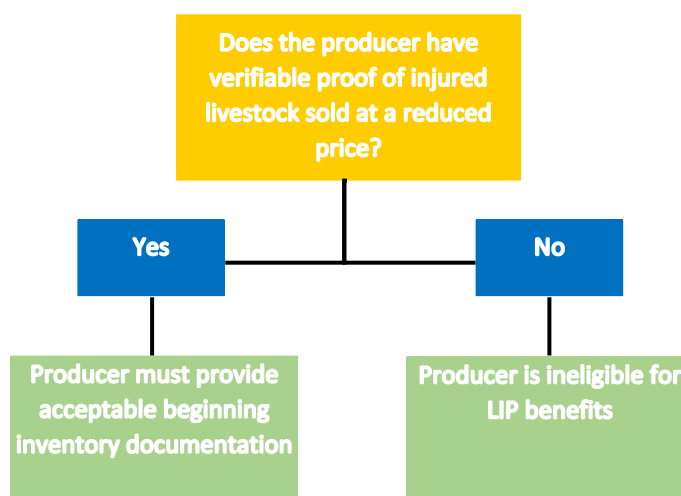 Does the producer have
verifiable proof of injured
livestock sold at a reduced
price?
Yes
No
Producer must provide
acceptable beginning
inventory documentation
Producer is ineligible for
LIP benefits